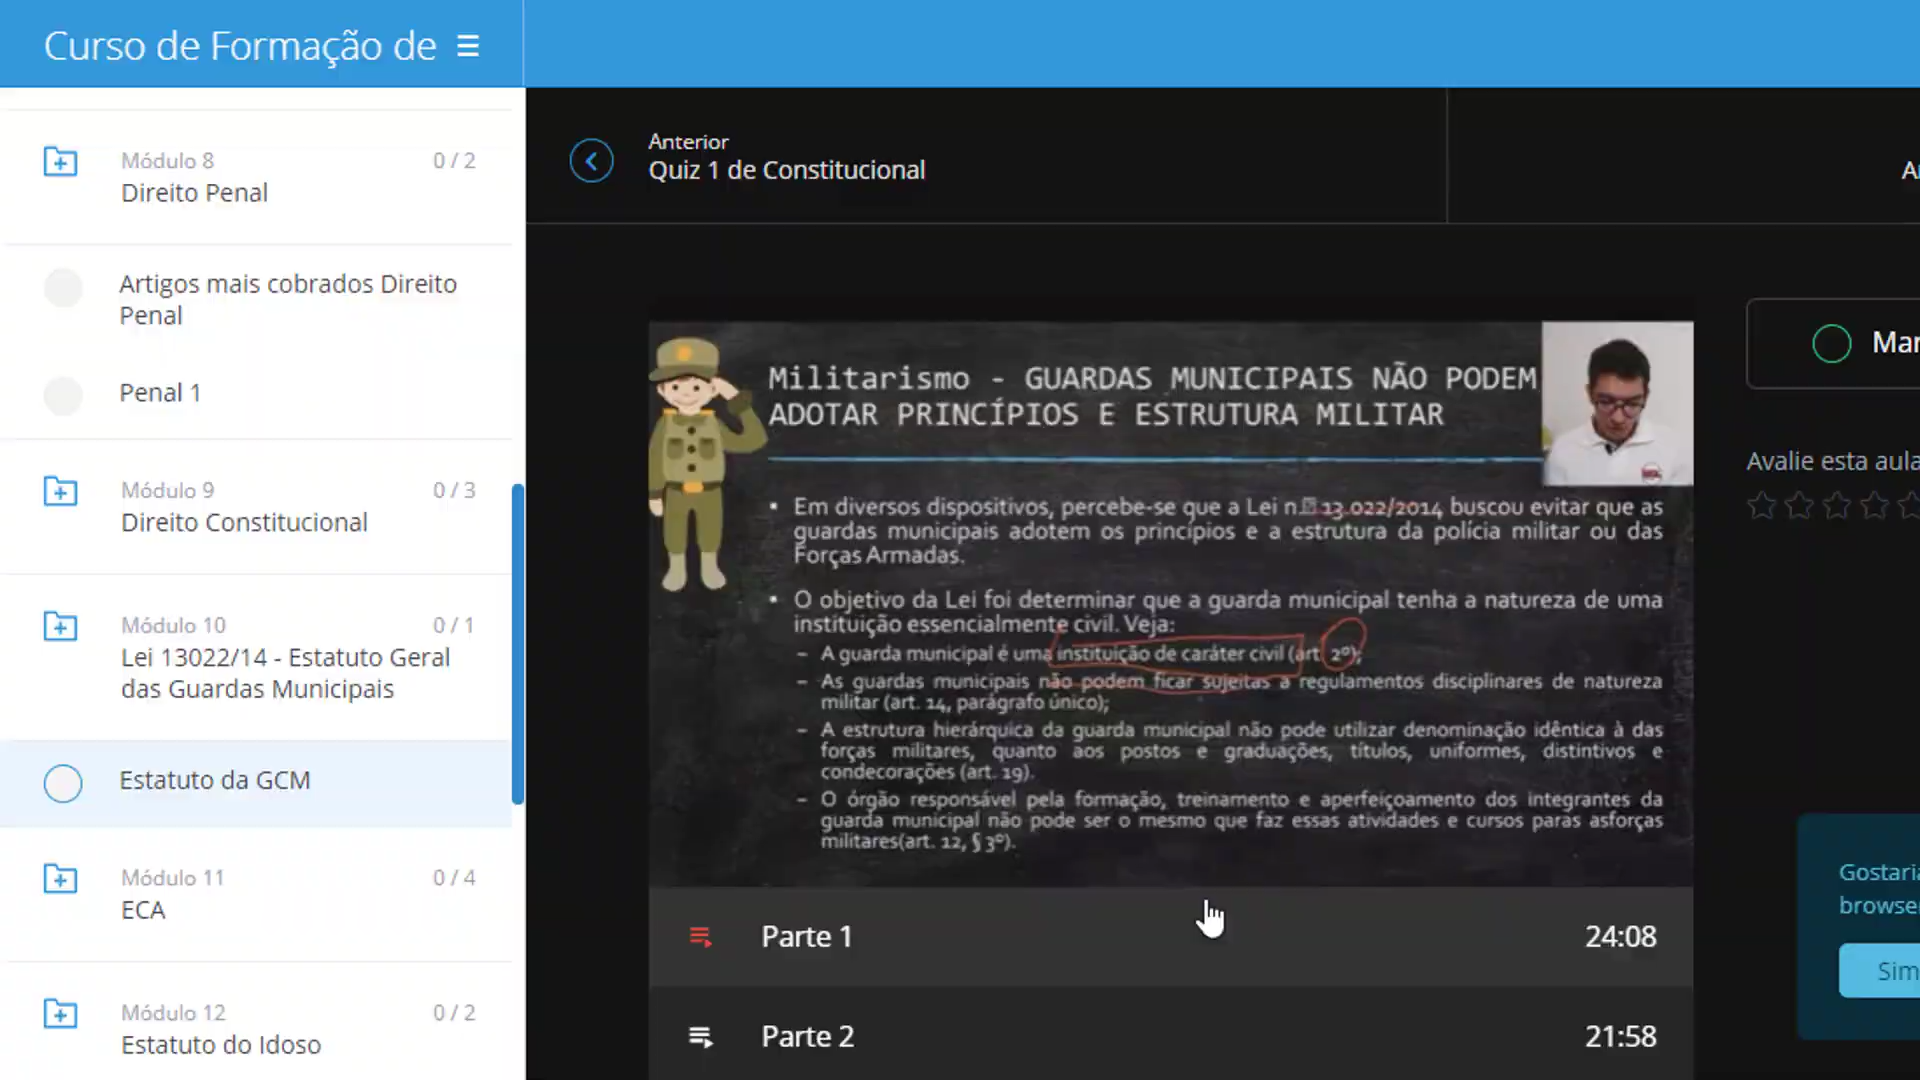 Curso de Formação de
Módulo 8
0 / 2
Direito Penal
Artigos mais cobrados Direito
Penal
Penal 1
Módulo 9
0 / 3
Direito Constitucional
Módulo 10
0 / 1
Lei 13022/14 - Estatuto Geral
das Guardas Municipais
Estatuto da GCM
Módulo 11
0 / 4
ECA
Módulo 12
0 / 2
Estatuto do Idoso
Anterior
Quiz 1 de Constitucional
Militarismo - GUARDAS MUNICIPAIS NÃO PODEM
ADOTAR PRINCÍPIOS E ESTRUTURA MILITAR
• Em diversos dispositivos, percebe-se que a Lei n. 13.022/2014 buscou evitar que as
guardas municipais adotem os princípios e a estrutura da polícia militar ou das
Forças Armadas.
• O objetivo da Lei foi determinar que a guarda municipal tenha a natureza de uma
instituição essencialmente civil. Veja:
– A guarda municipal é uma instituição de caráter civil (art. 2º);
– As guardas municipais não podem ficar sujeitas a regulamentos disciplinares de natureza
militar (art. 14, parágrafo único);
– A estrutura hierárquica da guarda municipal não pode utilizar denominação idêntica à das
forças militares, quanto aos postos e graduações, títulos, uniformes, distintivos e
condecorações (art. 19).
– O órgão responsável pela formação, treinamento e aperfeiçoamento dos integrantes da
guarda municipal não pode ser o mesmo que faz essas atividades e cursos paras asforças
militares(art. 12, § 3º).
Parte 1
24:08
Parte 2
21:58
Avalie esta aula
Sim